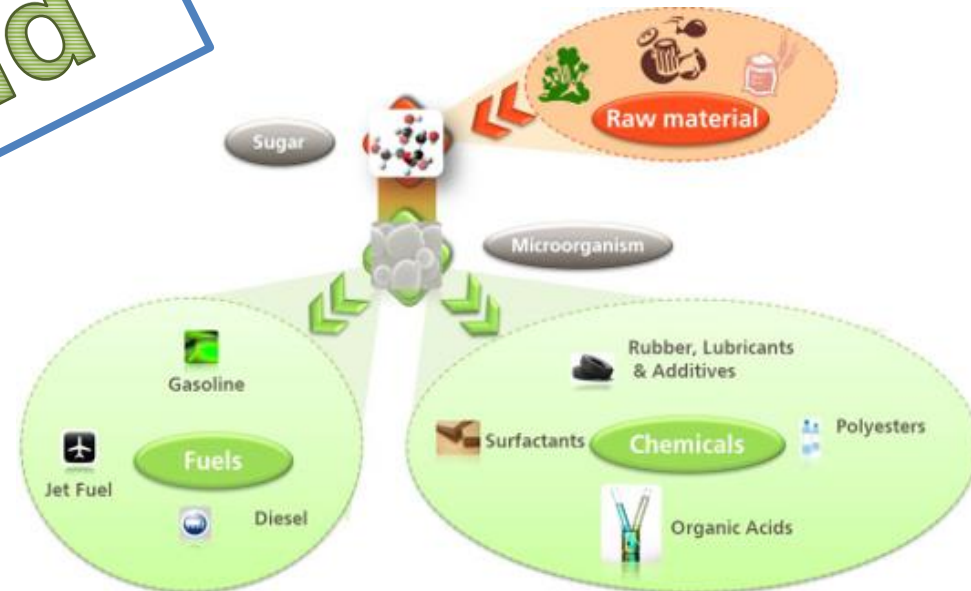 Raw material
Sugar
Microorganism
Gasoline
Fuels
Jet Fuel
Diesel
Rubber, Lubricants
& Additives
Surfactants
Chemicals
Polyesters
Organic Acids